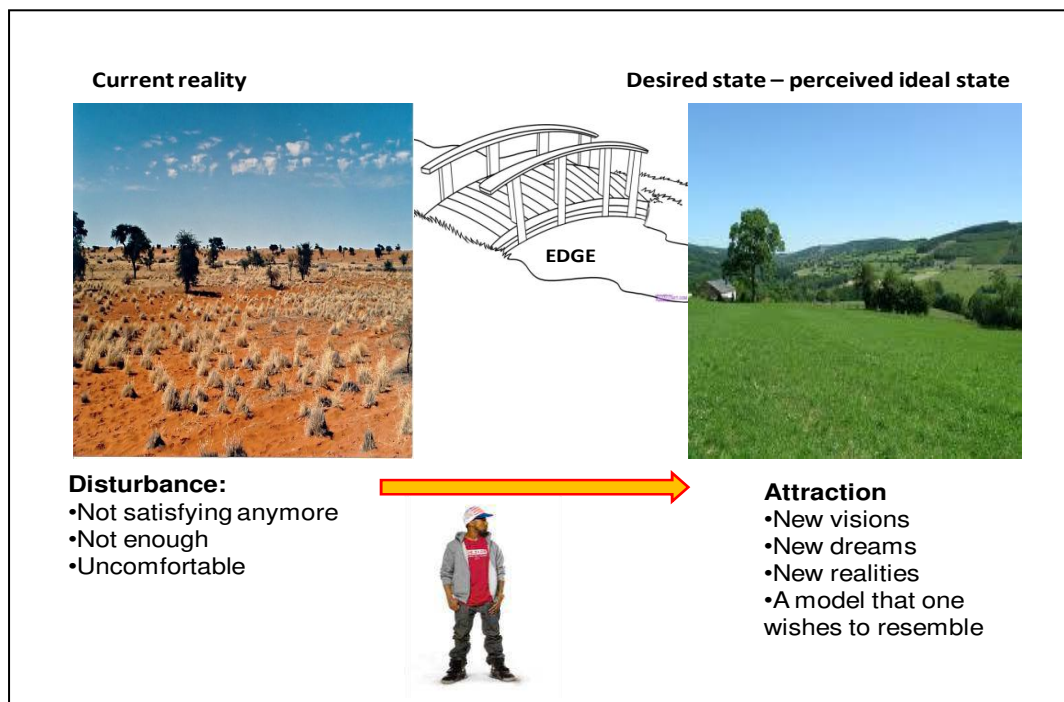 Current reality
Desired state – perceived ideal state
EDGE
Disturbance:
•Not satisfying anymore
•Not enough
•Uncomfortable
Attraction
•New visions
•New dreams
•New realities
•A model that one
wishes to resemble